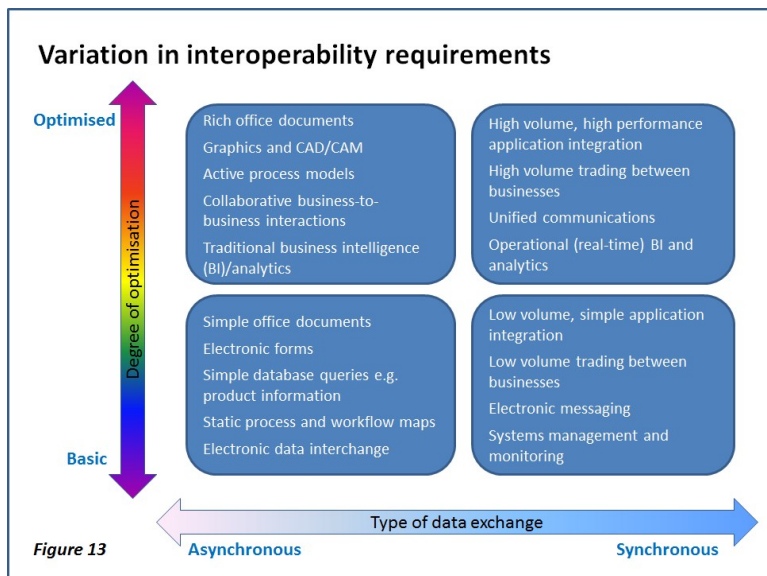 Variation in interoperability requirements
Optimised
Degree of optimisation
Basic
Rich office documents
Graphics and CAD/CAM
Active process models
Collaborative business-to-
business interactions
Traditional business intelligence
(BI)/analytics
High volume, high performance
application integration
High volume trading between
businesses
Unified communications
Operational (real-time) BI and
analytics
Simple office documents
Electronic forms
Simple database queries e.g.
product information
Static process and workflow maps
Electronic data interchange
Low volume, simple application
integration
Low volume trading between
businesses
Electronic messaging
Systems management and
monitoring
Type of data exchange
Figure 13
Asynchronous
Synchronous